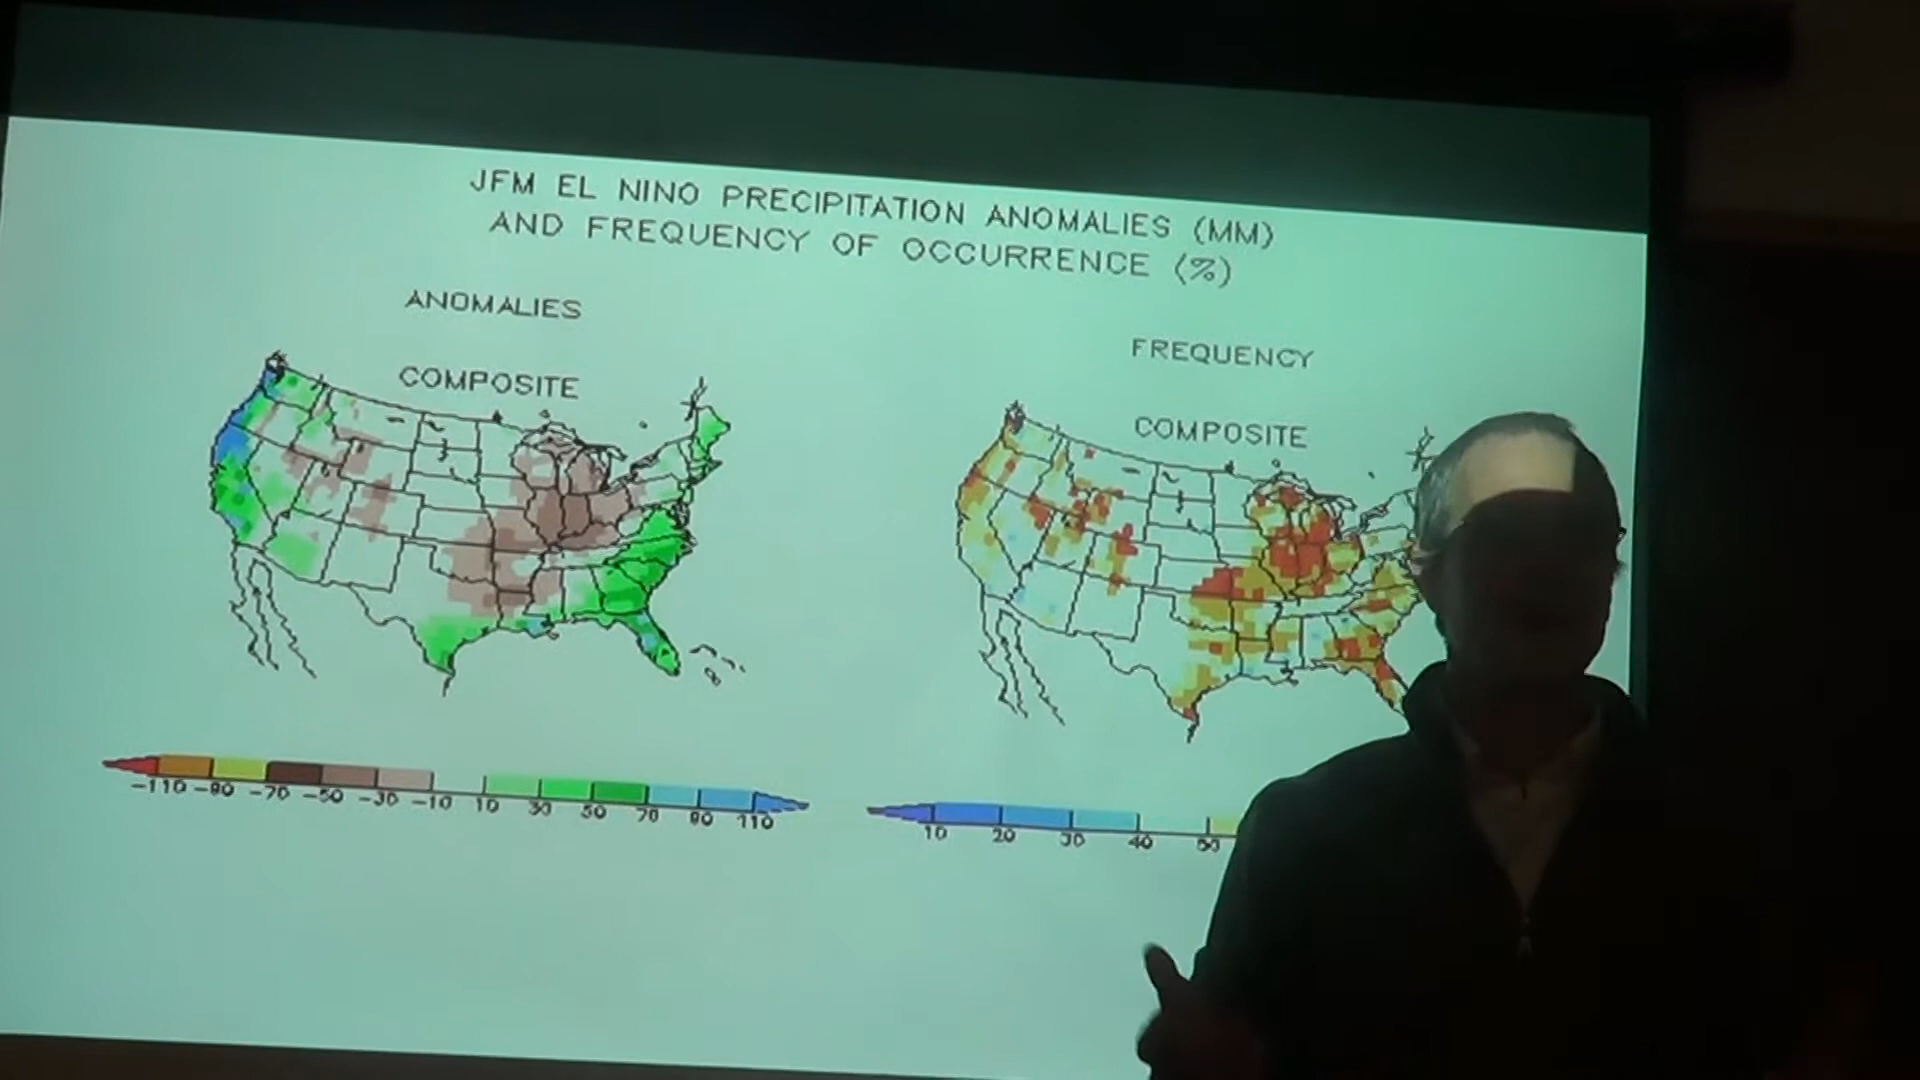 JFM EL NINO PRECIPITATION ANOMALIES (MM)
AND FREQUENCY OF OCCURRENCE (%)
ANOMALIES
COMPOSITE
FREQUENCY
COMPOSITE
-110 -90 -70 -50 -30 -10 10 30 50 70 90 110
10 20 30 40 50